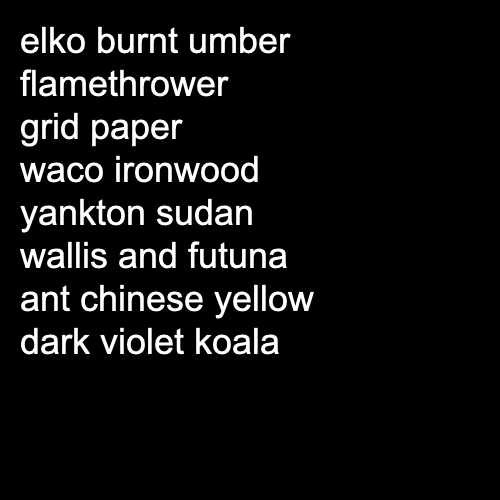 elko burnt umber
flamethrower
grid paper
waco ironwood
yankton sudan
wallis and futuna
ant chinese yellow
dark violet koala